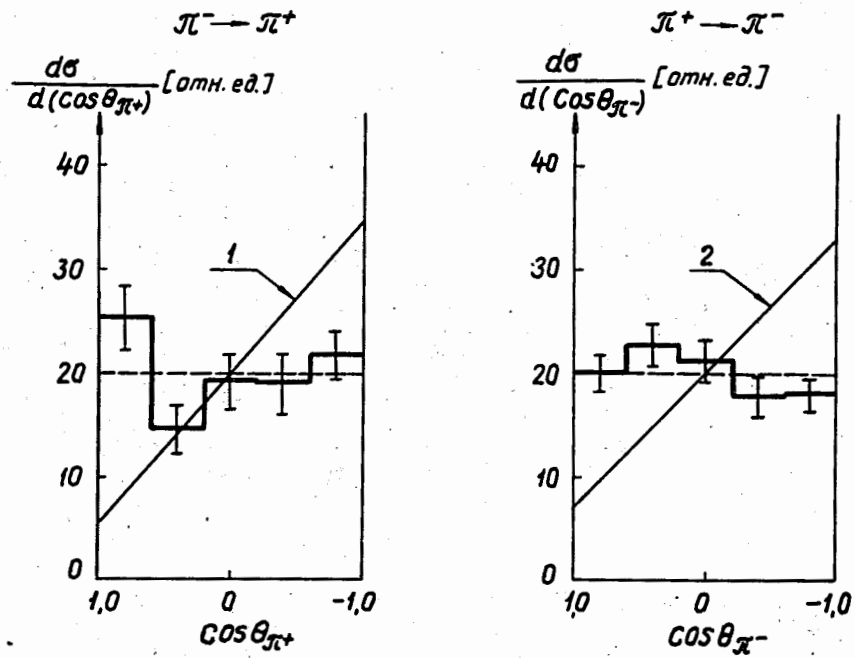 π⁻ → π⁺
dσ
d(cosθπ+)
[отн. ед.]
40
30
20
10
0
1
1,0 0 -1,0
cosθπ+
π⁺ → π⁻
dσ
d(cosθπ-)
[отн. ед.]
40
30
20
10
0
2
1,0 0 -1,0
cosθπ-